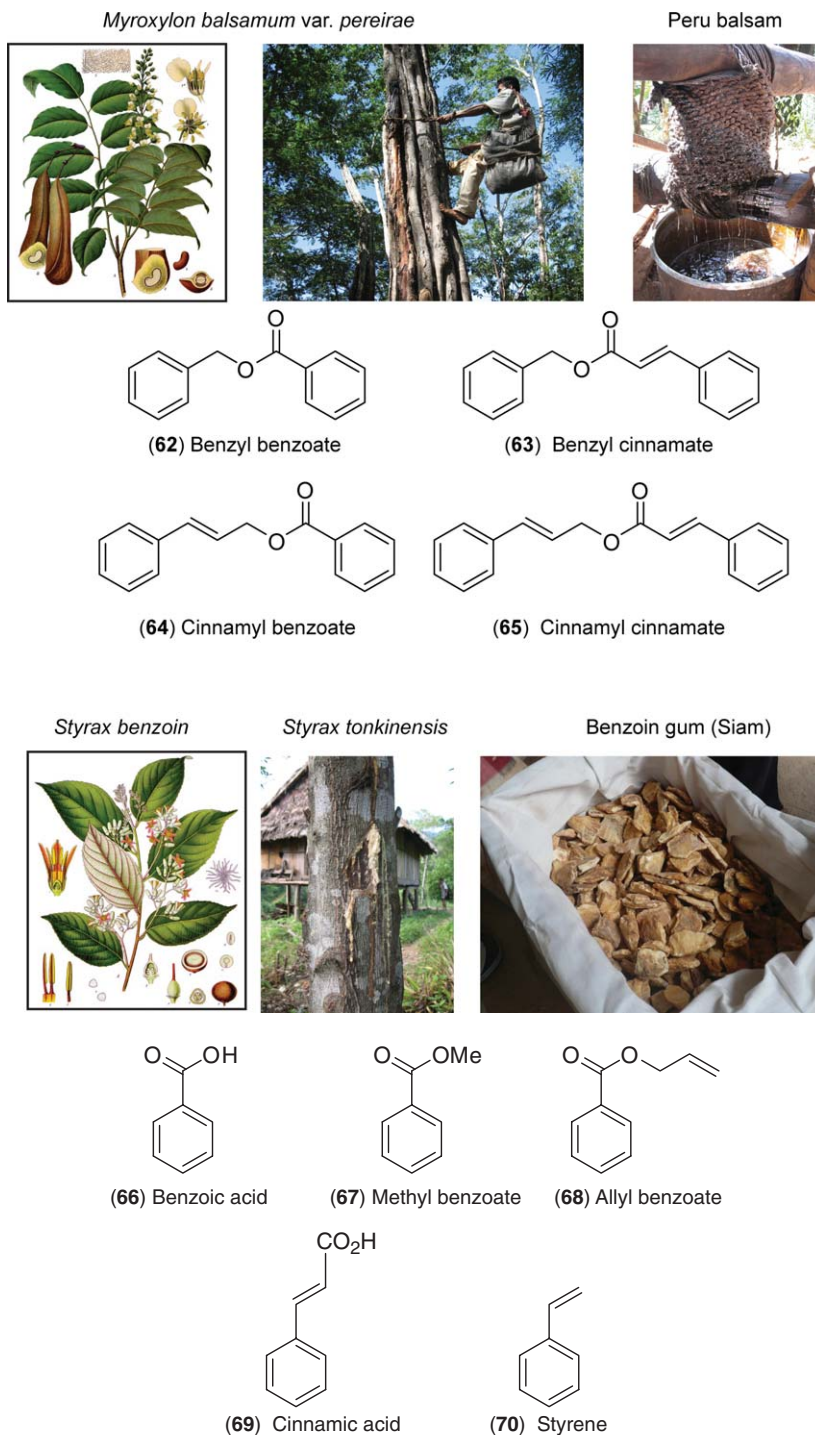 Myroxylon balsamum var. pereirae
Peru balsam
O
O
O
O
(62) Benzyl benzoate
(63) Benzyl cinnamate
O
O
O
O
(64) Cinnamyl benzoate
(65) Cinnamyl cinnamate
Styrax benzoin
Styrax tonkinensis
Benzoin gum (Siam)
O OH
O OMe
O O
(66) Benzoic acid
(67) Methyl benzoate
(68) Allyl benzoate
CO₂H
(69) Cinnamic acid
(70) Styrene